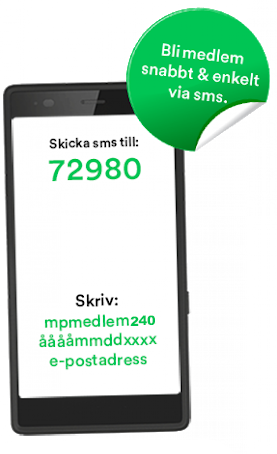 Bli medlem
snabbt & enkelt
via sms.
Skicka sms till:
72980
Skriv:
mpmedlem240
ååååmmddxxxx
e-postadress